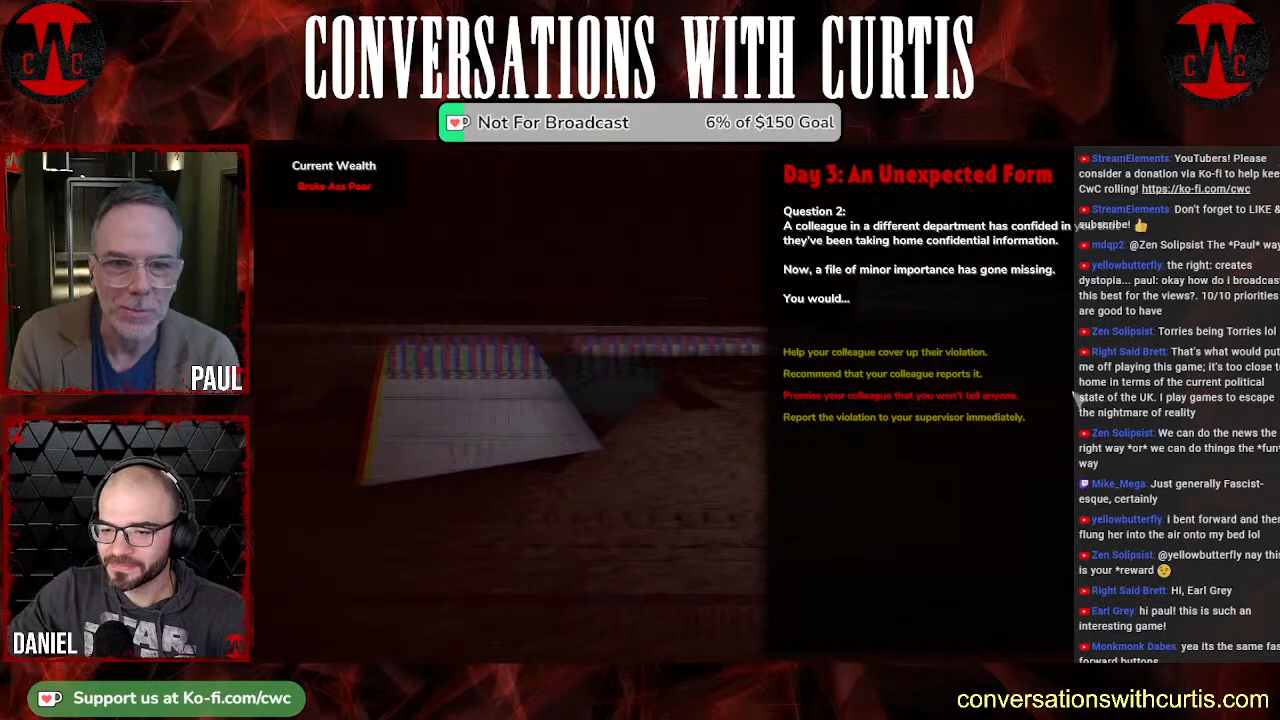 CONVERSATIONS WITH CURTIS
W
C C
W
C C
Not For Broadcast 6% of $150 Goal
Current Wealth
Broke Ass Poor
PAUL
DANIEL
STAR
Day 3: An Unexpected Form
Question 2:
A colleague in a different department has confided in
they've been taking home confidential information.
Now, a file of minor importance has gone missing.
You would...
Help your colleague cover up their violation.
Recommend that your colleague reports it.
Promise your colleague that you won't tell anyone.
Report the violation to your supervisor immediately.
StreamElements: YouTubers! Please
consider a donation via Ko-fi to help kee
CwC rolling! https://ko-fi.com/cwc
StreamElements: Don't forget to LIKE &
subscribe! 👍
mdqp2: @Zen Solipsist The *Paul* way
yellowbutterfly: the right: creates
dystopia... paul: okay how do i broadcas
this best for the views?. 10/10 priorities
are good to have
Zen Solipsist: Torries being Torries lol
Right Said Brett: That's what would put
me off playing this game; it's too close to
home in terms of the current political
state of the UK. I play games to escape
the nightmare of reality
Zen Solipsist: We can do the news the
right way *or* we can do things the *fun*
way
Mike_Mega: Just generally Fascist-
esque, certainly
yellowbutterfly: I bent forward and then
flung her into the air onto my bed lol
Zen Solipsist: @yellowbutterfly nay this
is your *reward 😉
Right Said Brett: Hi, Earl Grey
Earl Grey: hi paul! this is such an
interesting game!
Monkmonk Dabes: yea its the same fas
forward buttons
Support us at Ko-fi.com/cwc
conversationswithcurtis.com